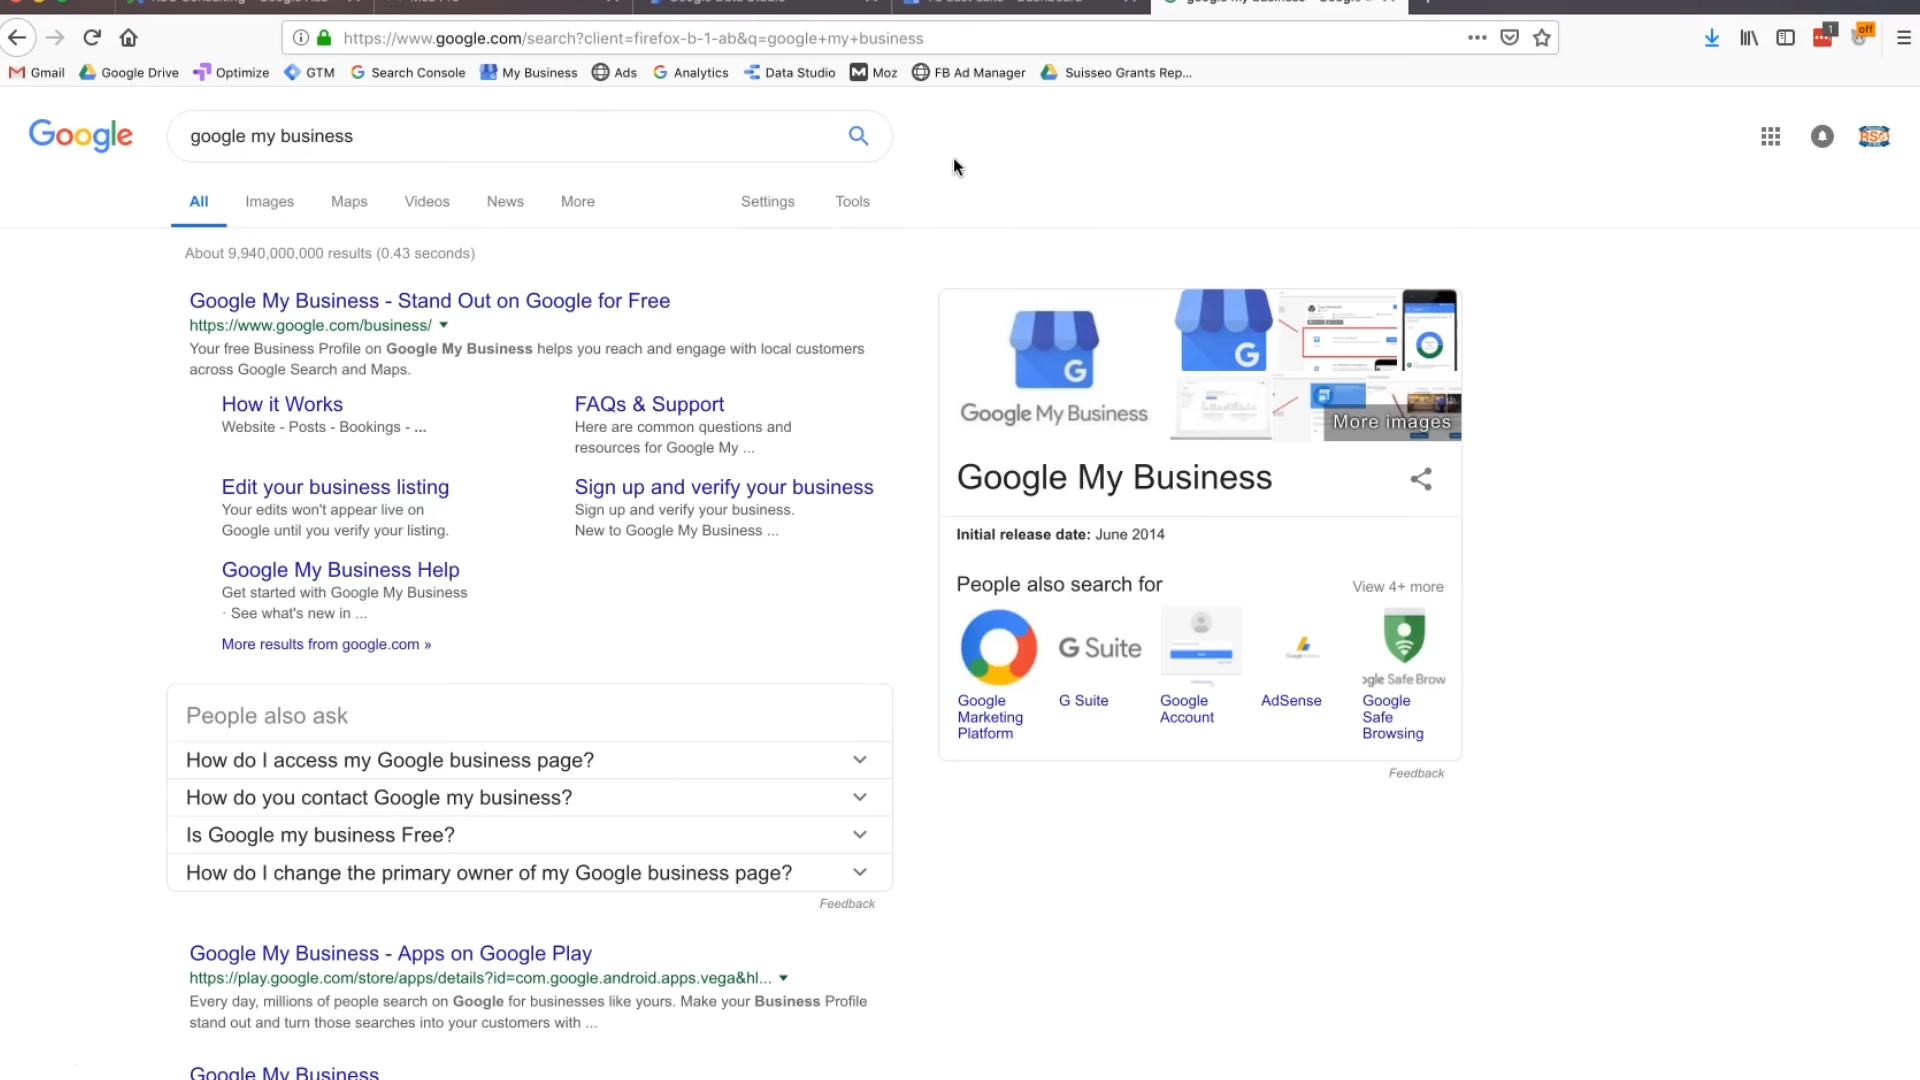 https://www.google.com/search?client=firefox-b-1-ab&q=google+my+business
1
off
Gmail
Google Drive
Optimize
GTM
Search Console
My Business
Ads
Analytics
Data Studio
Moz
FB Ad Manager
Suisseo Grants Rep...
Google
google my business
RSG
All
Images
Maps
Videos
News
More
Settings
Tools
About 9,940,000,000 results (0.43 seconds)
Google My Business - Stand Out on Google for Free
https://www.google.com/business/
Your free Business Profile on Google My Business helps you reach and engage with local customers
across Google Search and Maps.
How it Works
Website - Posts - Bookings - ...
FAQs & Support
Here are common questions and
resources for Google My ...
Edit your business listing
Your edits won't appear live on
Google until you verify your listing.
Sign up and verify your business
Sign up and verify your business.
New to Google My Business ...
Google My Business Help
Get started with Google My Business
· See what's new in ...
More results from google.com »
People also ask
How do I access my Google business page?
How do you contact Google my business?
Is Google my business Free?
How do I change the primary owner of my Google business page?
Feedback
Google My Business - Apps on Google Play
https://play.google.com/store/apps/details?id=com.google.android.apps.vega&hl...
Every day, millions of people search on Google for businesses like yours. Make your Business Profile
stand out and turn those searches into your customers with ...
Google My Business
G
Google My Business
G
More images
Google My Business
Initial release date: June 2014
People also search for
View 4+ more
G Suite
ogle Safe Brow
Google
Marketing
Platform
G Suite
Google
Account
AdSense
Google
Safe
Browsing
Feedback